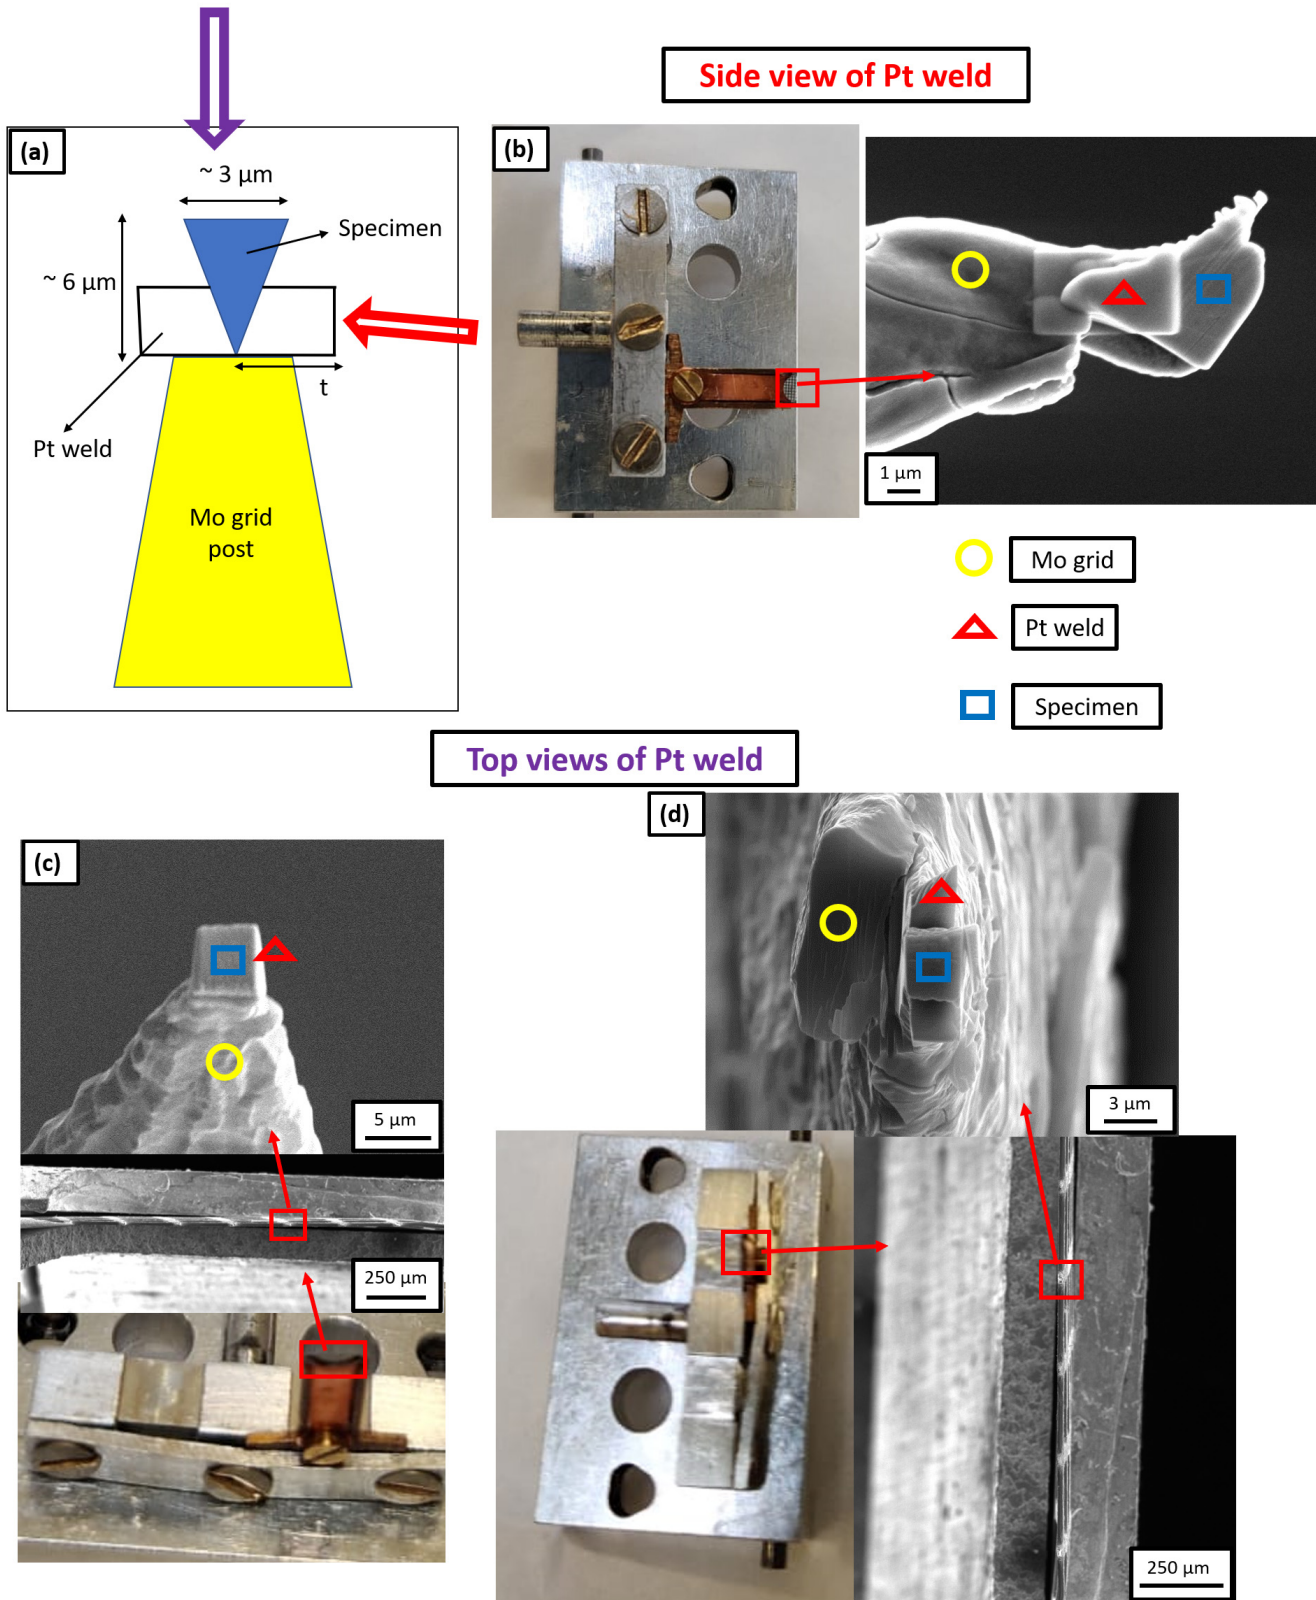 Side view of Pt weld
(a)
~ 3 µm
Specimen
~ 6 µm
t
Pt weld
Mo grid
post
(b)
1 µm
Mo grid
Pt weld
Specimen
Top views of Pt weld
(c)
5 µm
250 µm
(d)
3 µm
250 µm